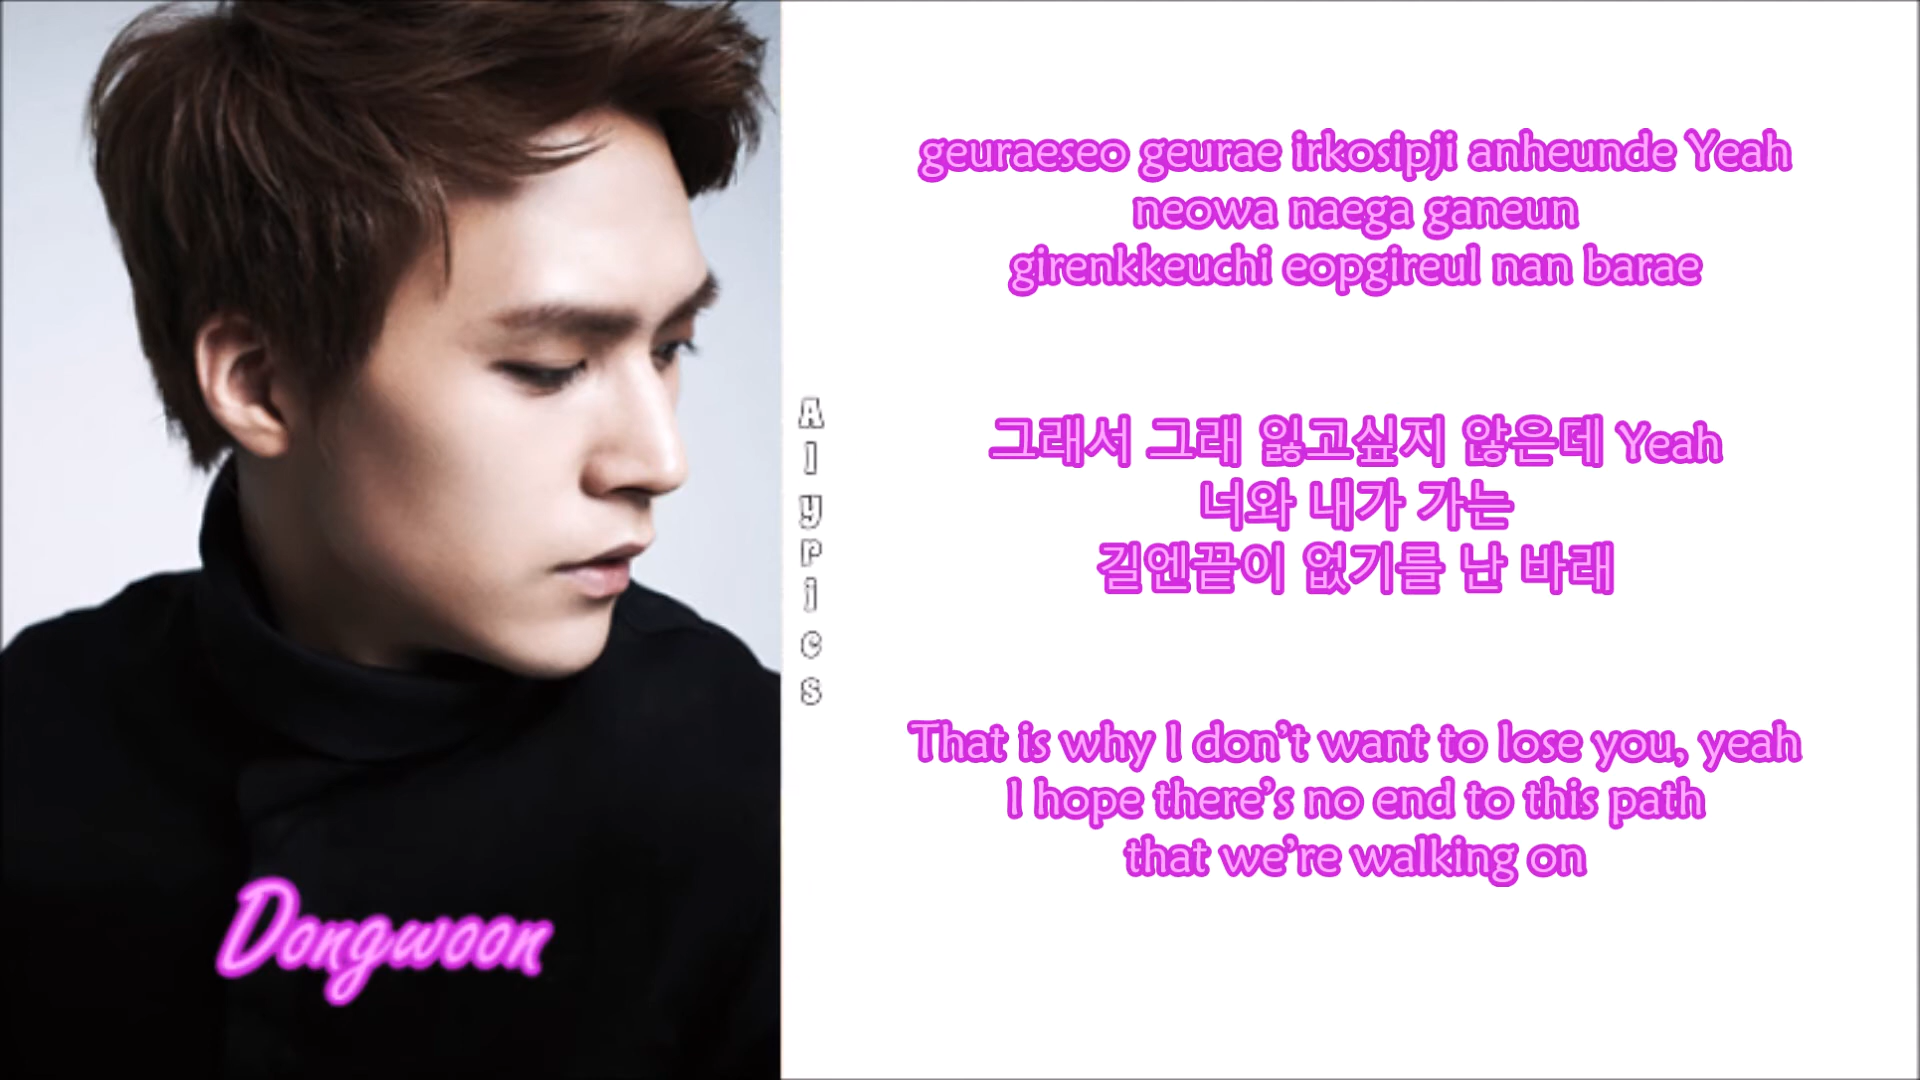 geuraeseo geurae irkosipji anheunde Yeah
neowa naega ganeun
girenkkeuchi eopgireul nan barae
그래서 그래 잃고싶지 않은데 Yeah
너와 내가 가는
길엔끝이 없기를 난 바래
That is why I don't want to lose you, yeah
I hope there's no end to this path
that we're walking on
Alypics
Dongwoon